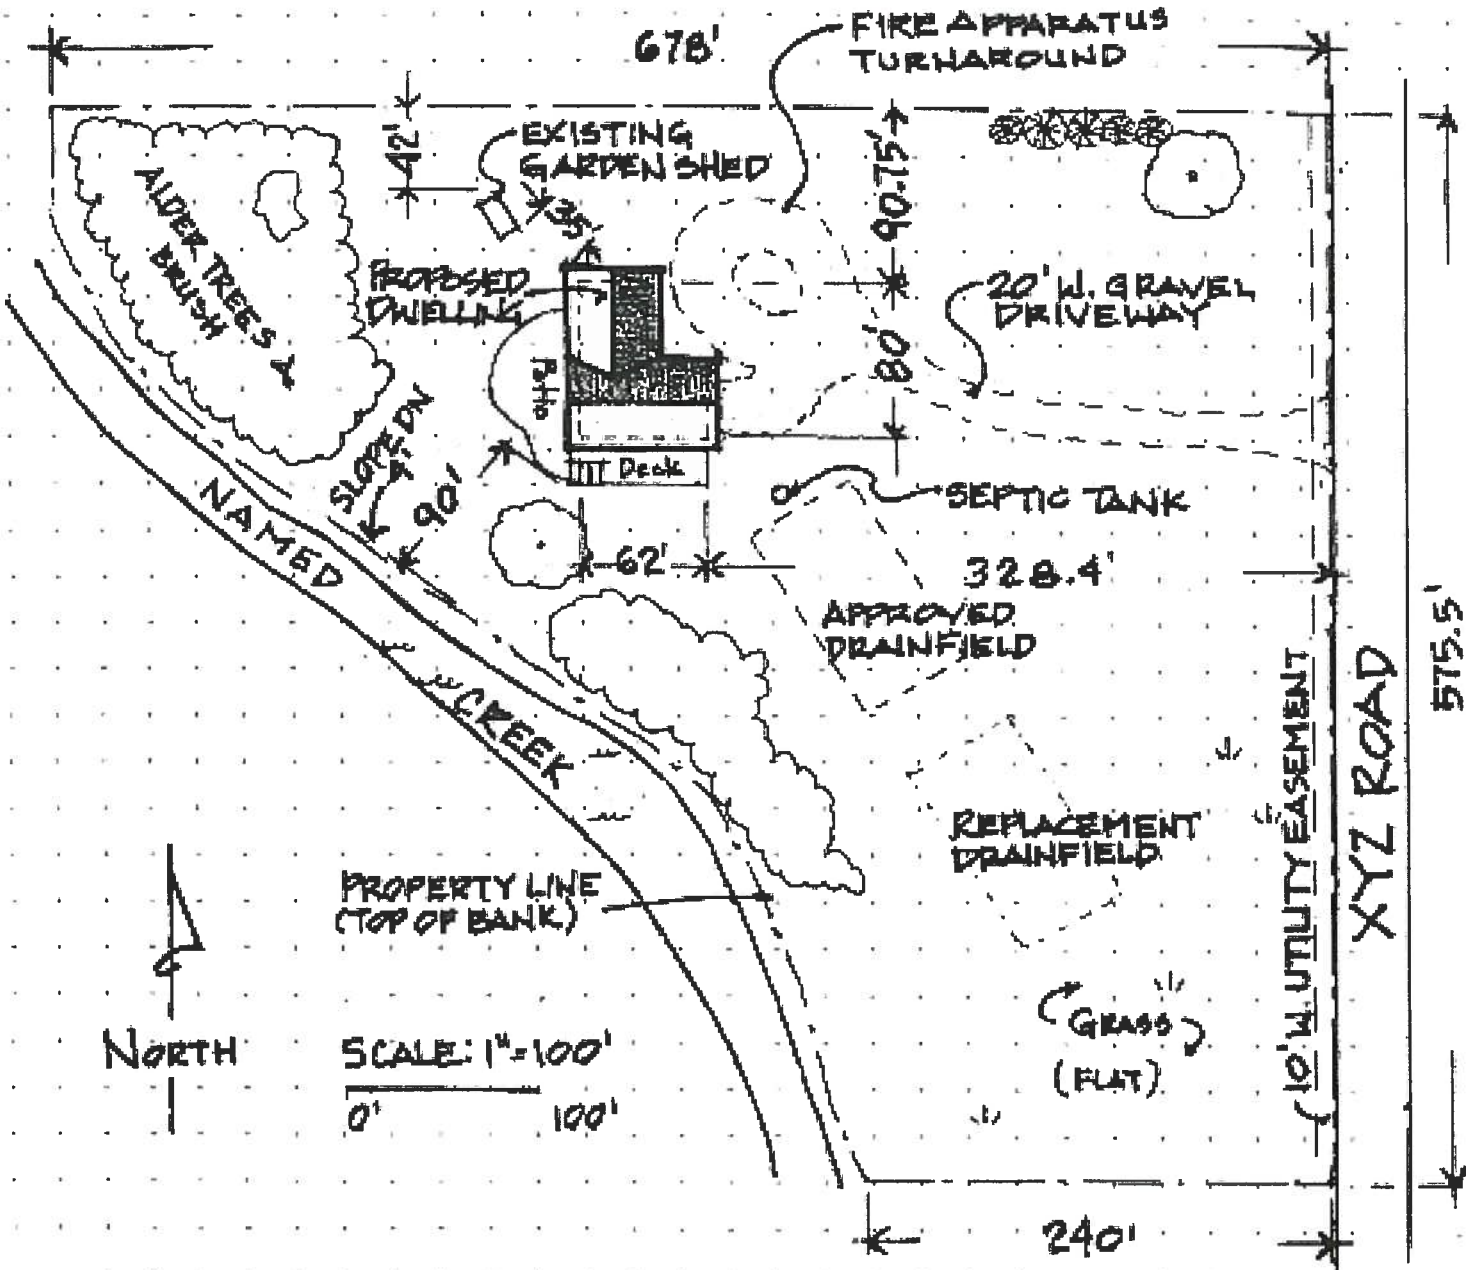 678'
FIRE APPARATUS
TURNAROUND
42'
EXISTING
GARDEN SHED
35'
90.75'
ALDER TREES &
BRUSH
PROPOSED
DWELLING
20' W. GRAVEL
DRIVEWAY
80'
Patio
SLOPE DN
90'
Deck
SEPTIC TANK
NAMED
CREEK
62'
328.4'
APPROVED
DRAINFIELD
575.5'
XYZ ROAD
10' W. UTILITY EASEMENT
REPLACEMENT
DRAINFIELD
PROPERTY LINE
(TOP OF BANK)
NORTH
SCALE: 1"=100'
0' 100'
GRASS
(FLAT)
240'